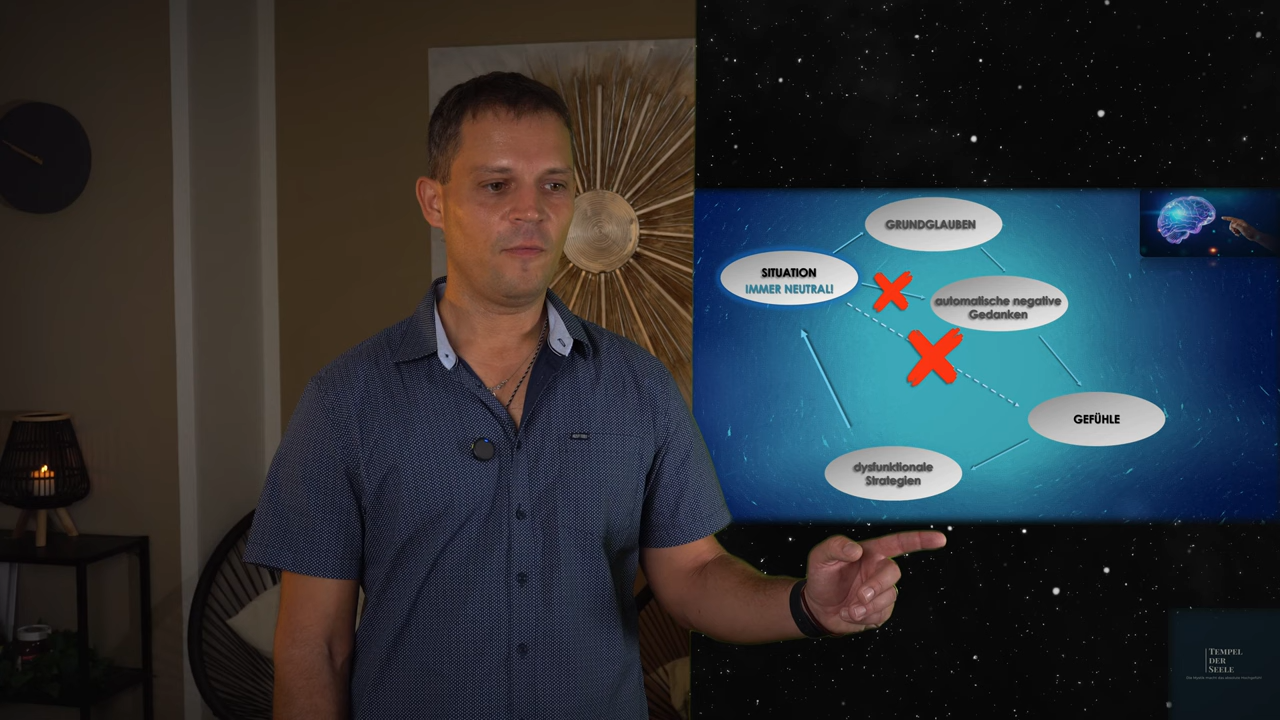 GRUNDGLAUBEN
SITUATION
IMMER NEUTRAL!
automatische negative
Gedanken
GEFÜHLE
dysfunktionale
Strategien
TEMPEL
DER
SEELE